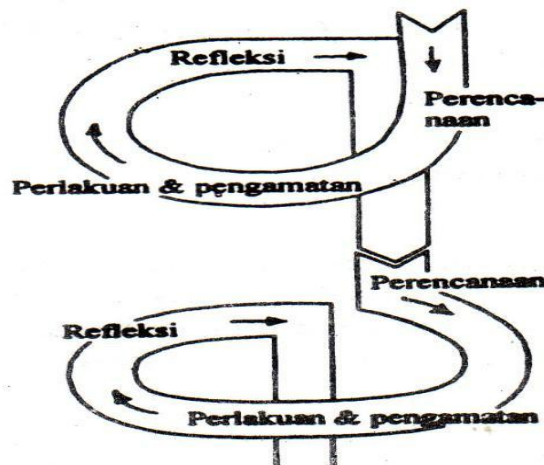 Refleksi
Perenca-
naan
Perlakuan & pengamatan
Perencanaan
Refleksi
Perlakuan & pengamatan